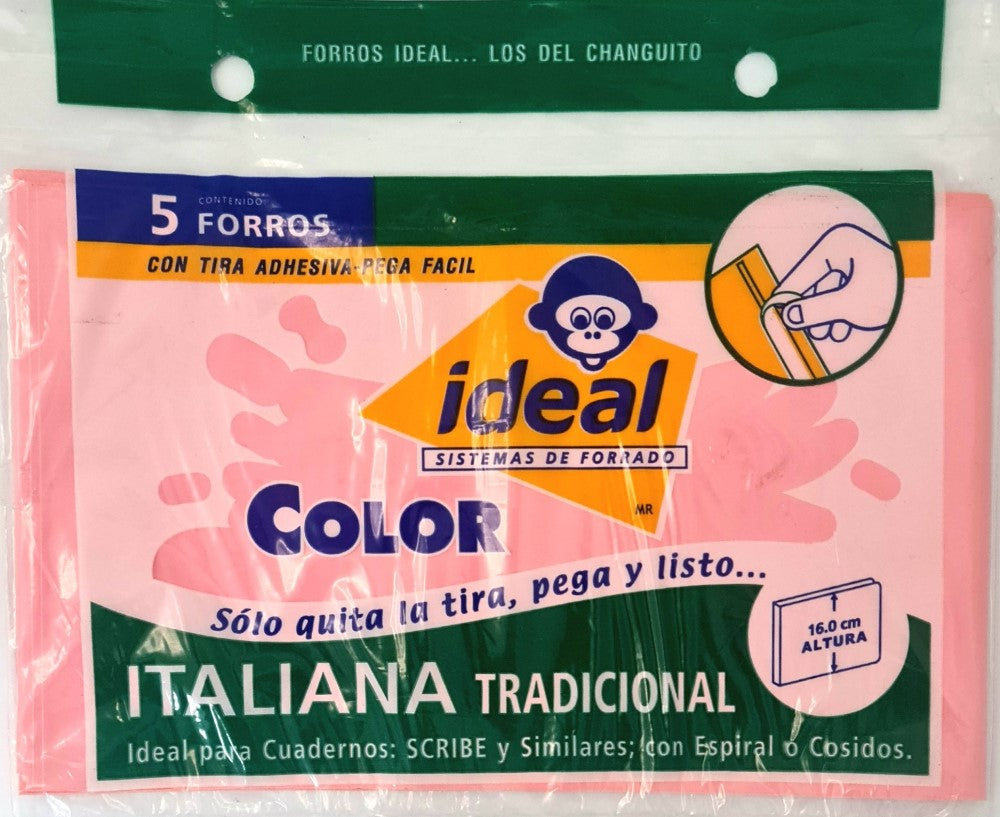 FORROS IDEAL... LOS DEL CHANGUITO
CONTENIDO
5 FORROS
CON TIRA ADHESIVA-PEGA FACIL
ideal
SISTEMAS DE FORRADO
MR
COLOR
Sólo quita la tira, pega y listo...
16.0 cm
ALTURA
ITALIANA TRADICIONAL
Ideal para Cuadernos: SCRIBE y Similares; con Espiral o Cosidos.